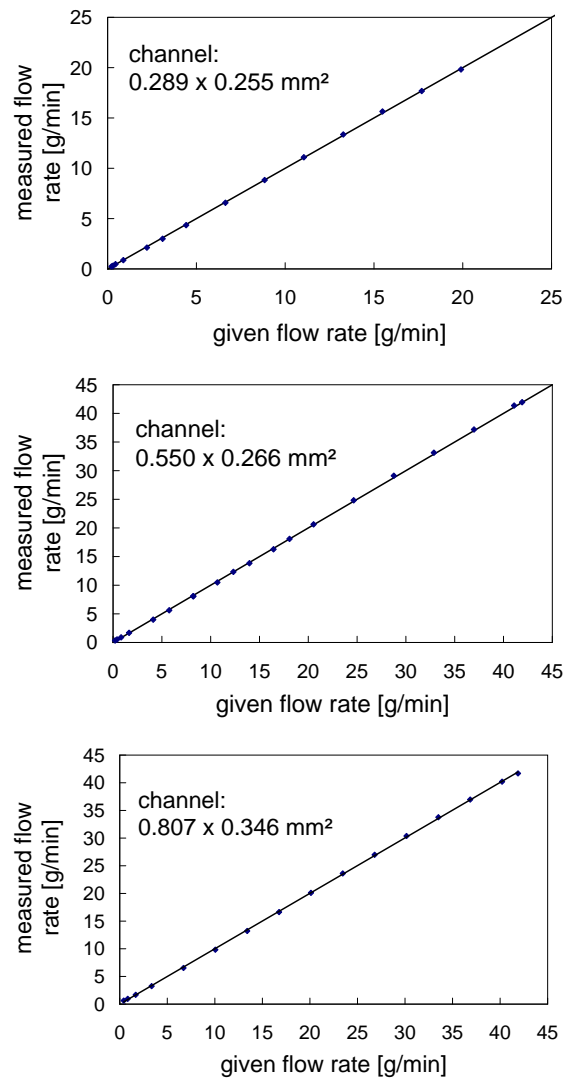 25
20
15
10
5
0
measured flow
rate [g/min]
channel:
0.289 x 0.255 mm²
0 5 10 15 20 25
given flow rate [g/min]
45
40
35
30
25
20
15
10
5
0
measured flow
rate [g/min]
channel:
0.550 x 0.266 mm²
0 5 10 15 20 25 30 35 40 45
given flow rate [g/min]
45
40
35
30
25
20
15
10
5
0
measured flow
rate [g/min]
channel:
0.807 x 0.346 mm²
0 5 10 15 20 25 30 35 40 45
given flow rate [g/min]